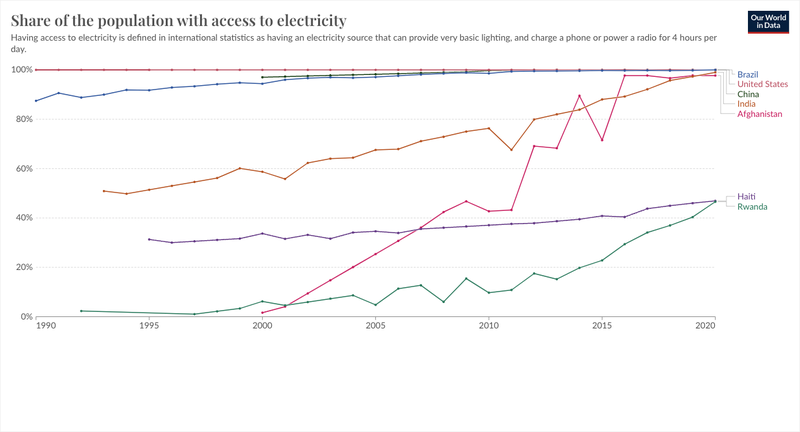 Share of the population with access to electricity
Our World
in Data
Having access to electricity is defined in international statistics as having an electricity source that can provide very basic lighting, and charge a phone or power a radio for 4 hours per
day.
100%
80%
60%
40%
20%
0%
1990
1995
2000
2005
2010
2015
2020
Brazil
United States
China
India
Afghanistan
Haiti
Rwanda